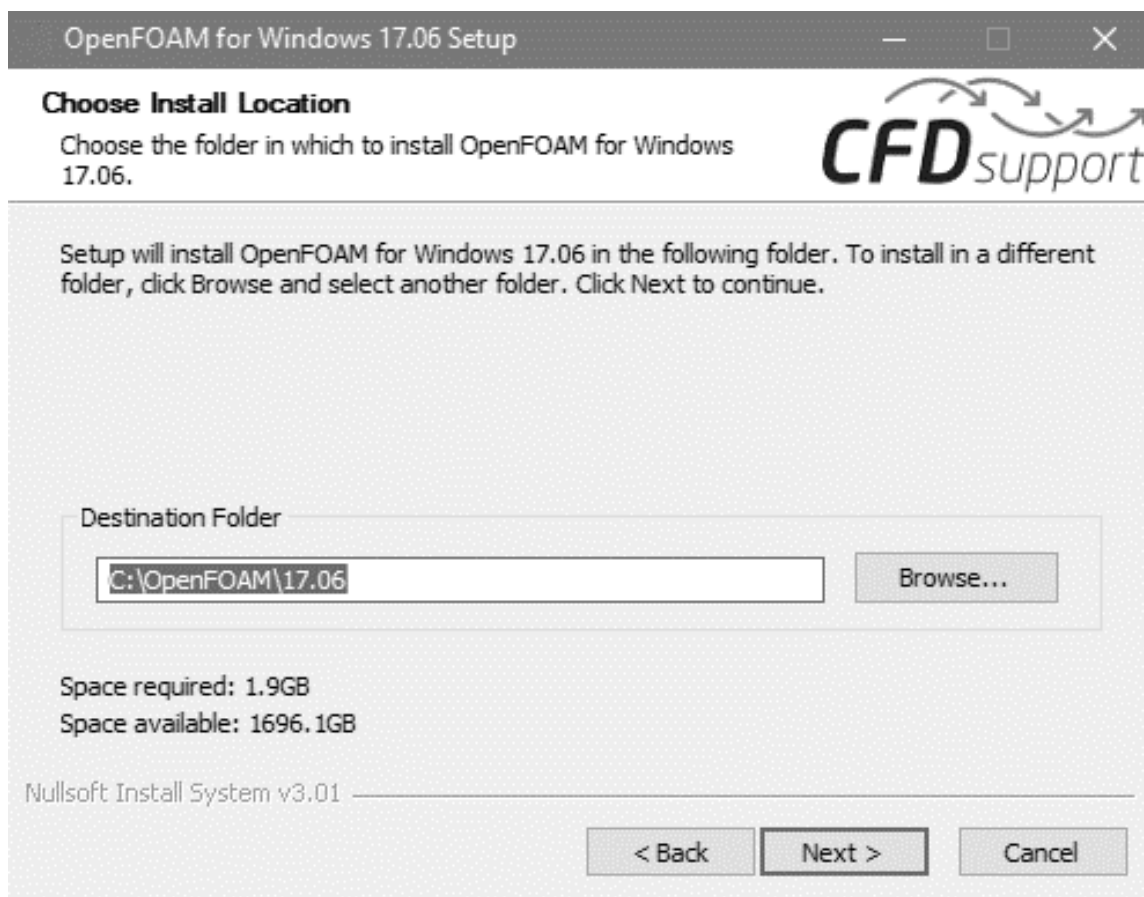 OpenFOAM for Windows 17.06 Setup
Choose Install Location
Choose the folder in which to install OpenFOAM for Windows
17.06.
CFD support
Setup will install OpenFOAM for Windows 17.06 in the following folder. To install in a different
folder, click Browse and select another folder. Click Next to continue.
Destination Folder
C:\OpenFOAM\17.06
Browse...
Space required: 1.9GB
Space available: 1696.1GB
Nullsoft Install System v3.01
< Back
Next >
Cancel